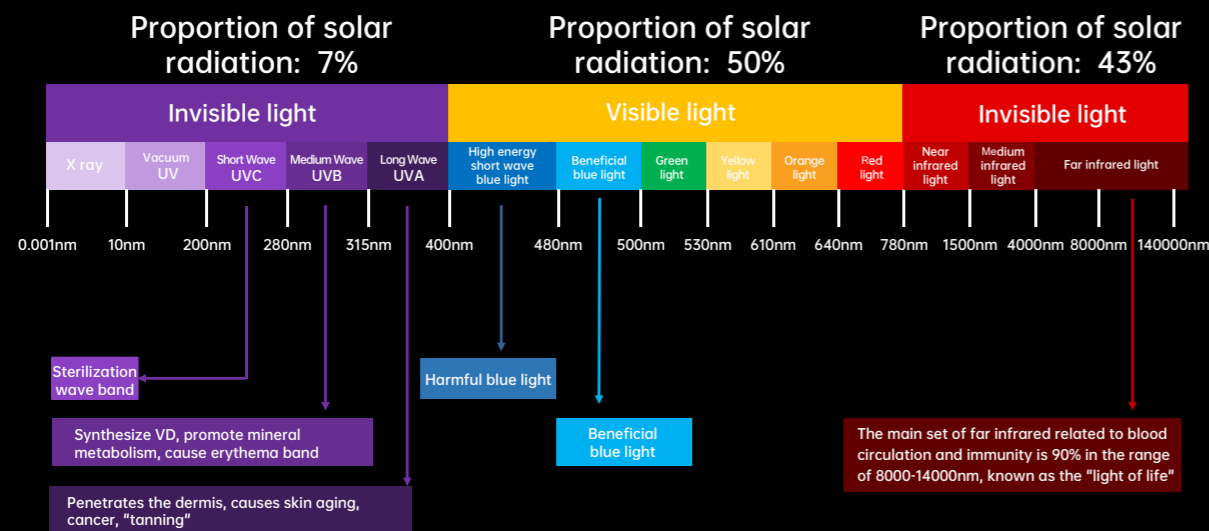 Proportion of solar
radiation: 7%
Proportion of solar
radiation: 50%
Proportion of solar
radiation: 43%
Invisible light
Visible light
Invisible light
X ray
Vacuum
UV
Short Wave
UVC
Medium Wave
UVB
Long Wave
UVA
High energy
short wave
blue light
Beneficial
blue light
Green
light
Yellow
light
Orange
light
Red
light
Near
infrared
light
Medium
infrared
light
Far infrared light
0.001nm
10nm
200nm
280nm
315nm
400nm
480nm
500nm
530nm
610nm
640nm
780nm
1500nm
4000nm
8000nm
140000nm
Sterilization
wave band
Harmful blue light
Synthesize VD, promote mineral
metabolism, cause erythema band
Beneficial
blue light
The main set of far infrared related to blood
circulation and immunity is 90% in the range
of 8000-14000nm, known as the "light of life"
Penetrates the dermis, causes skin aging,
cancer, "tanning"